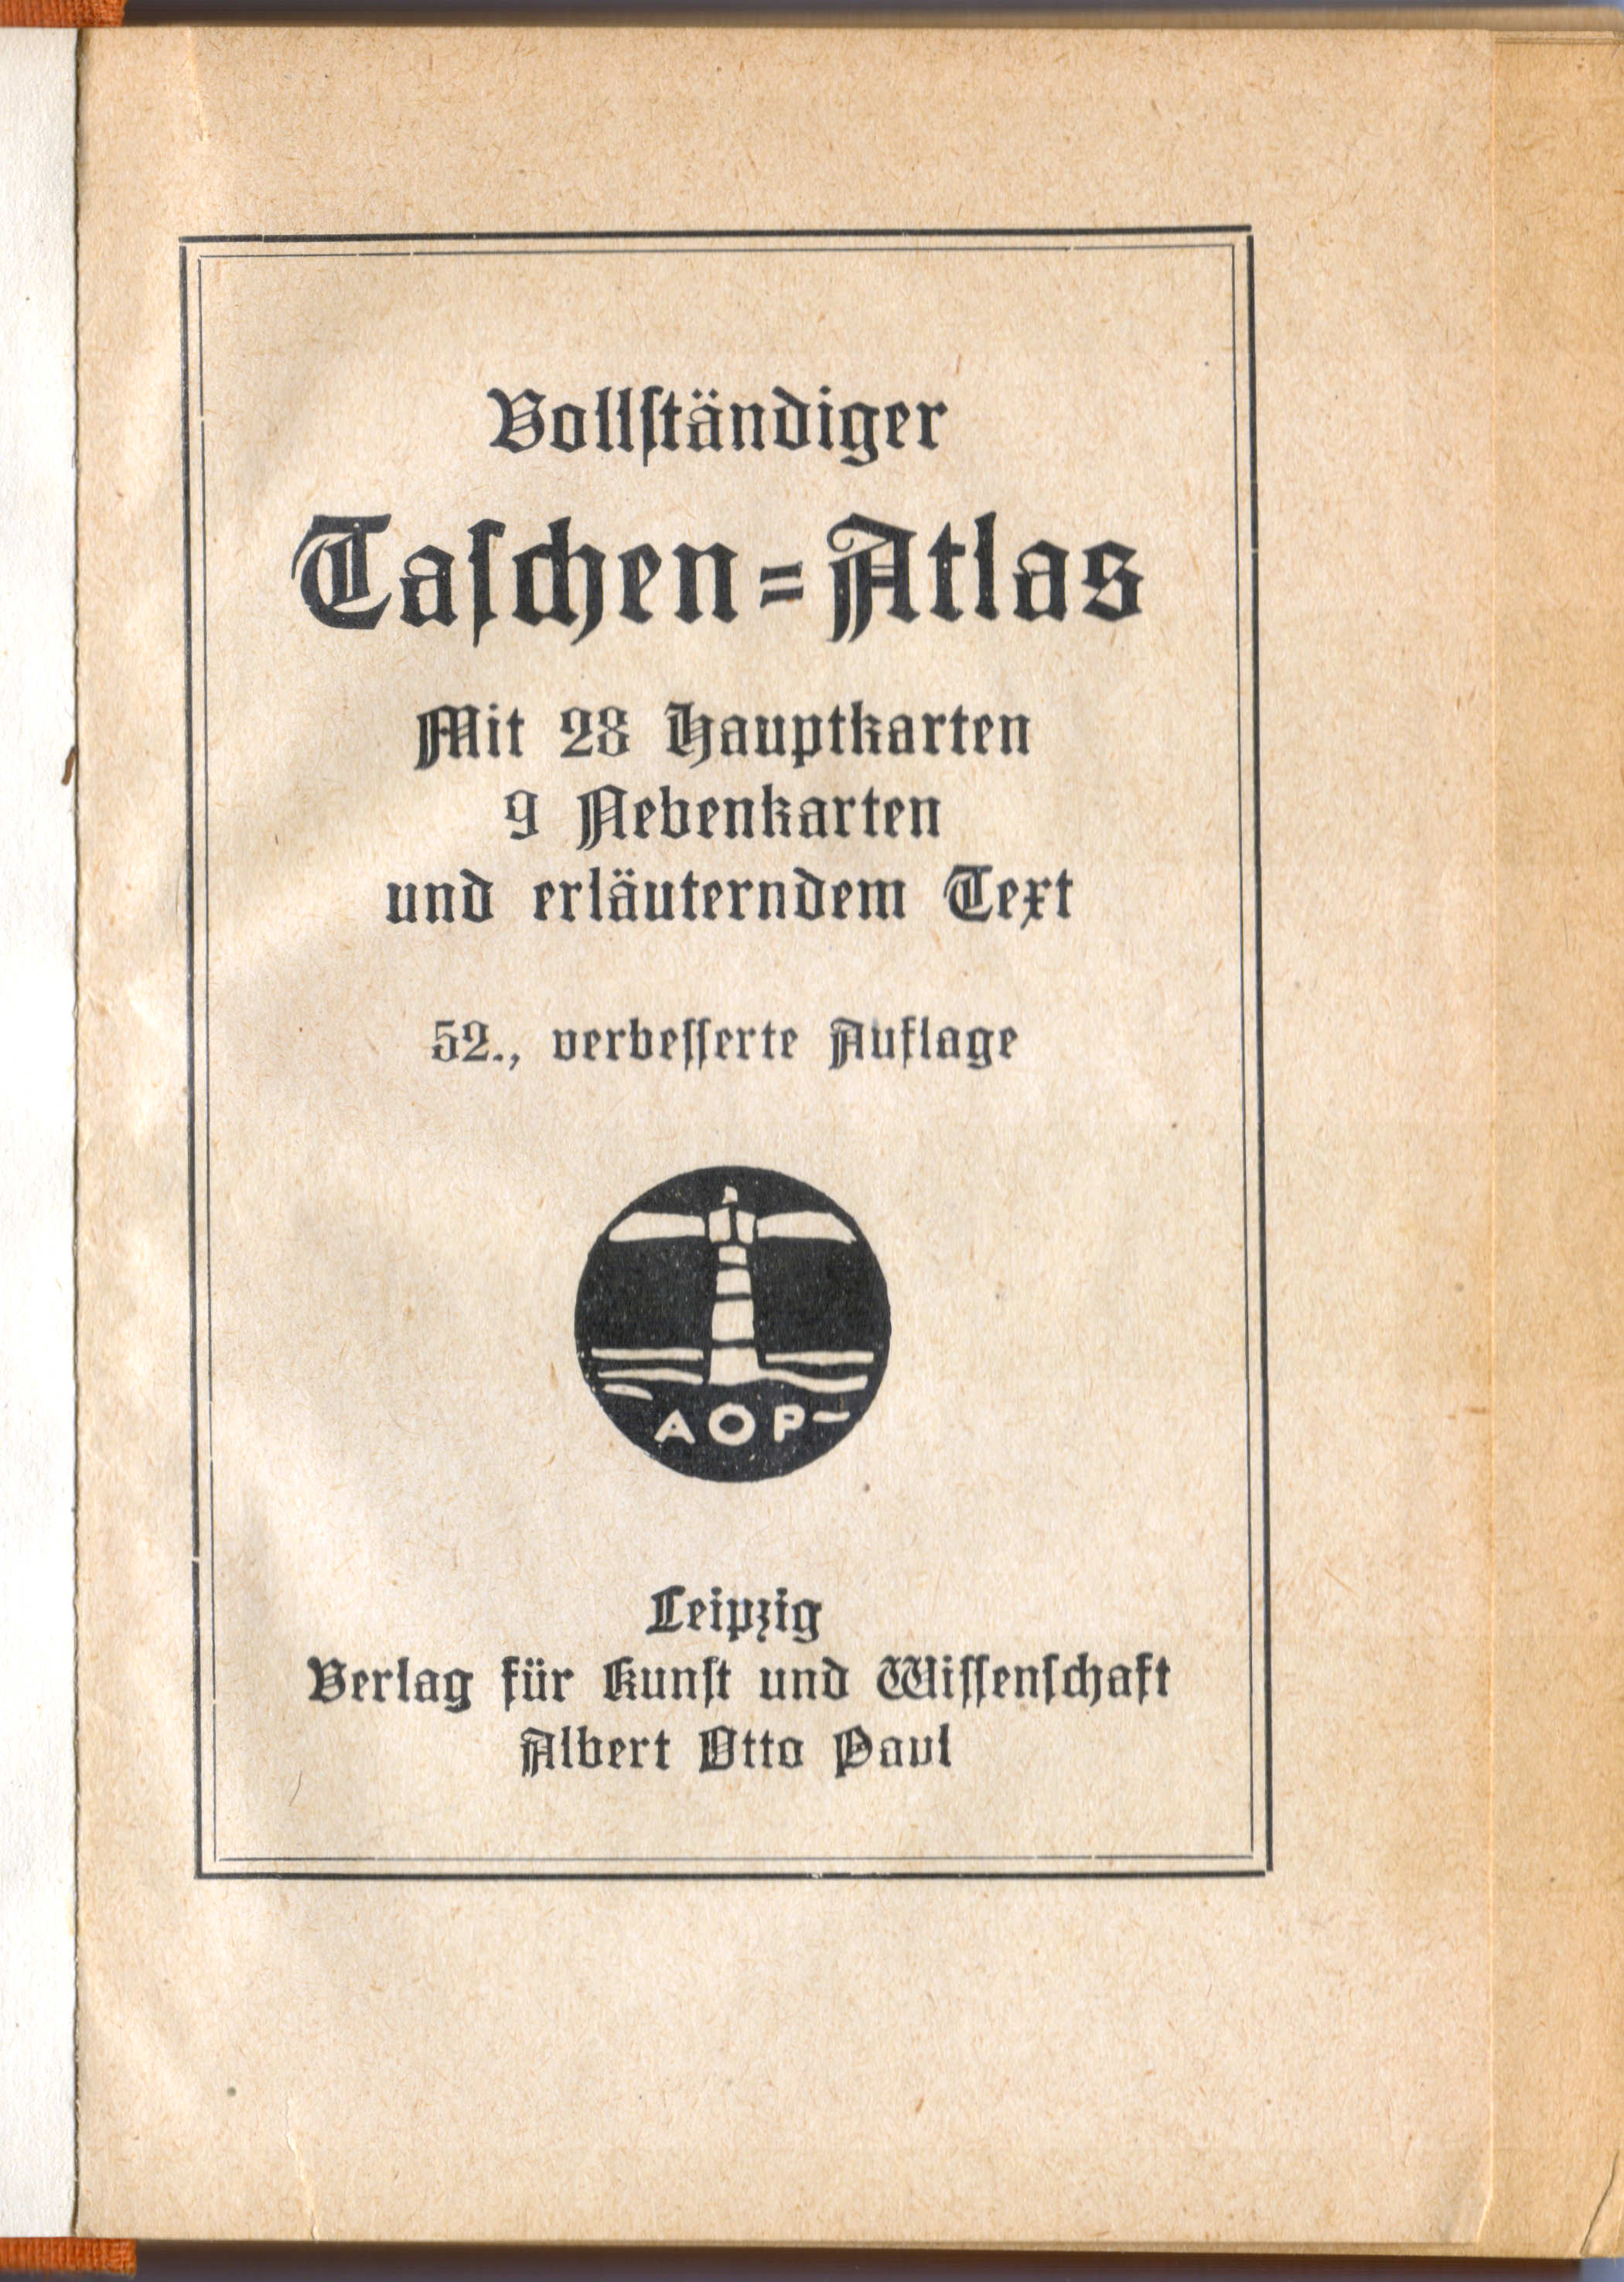 Vollſtändiger
Taſchen=Atlas
Mit 28 Hauptkarten
9 Nebenkarten
und erläuterndem Text
52., verbeſſerte Auflage
AOP
Leipzig
Verlag für Kunſt und Wiſſenſchaft
Albert Otto Paul